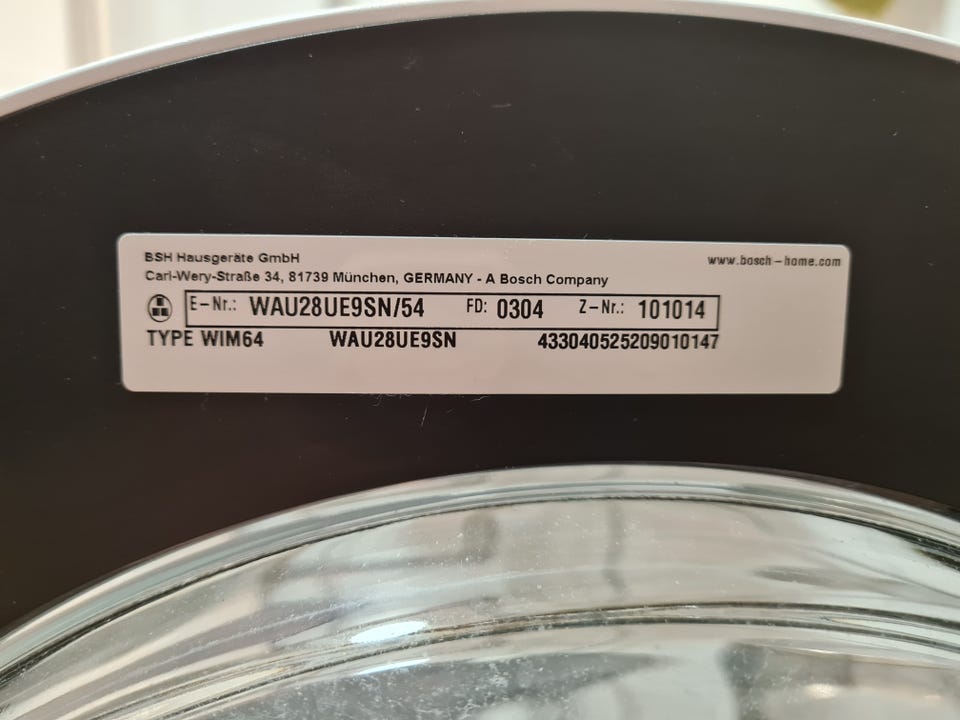 BSH Hausgeräte GmbH www.bosch-home.com
Carl-Wery-Straße 34, 81739 München, GERMANY - A Bosch Company
E-Nr.: WAU28UE9SN/54 FD: 0304 Z-Nr.: 101014
TYPE WIM64 WAU28UE9SN 433040525209010147